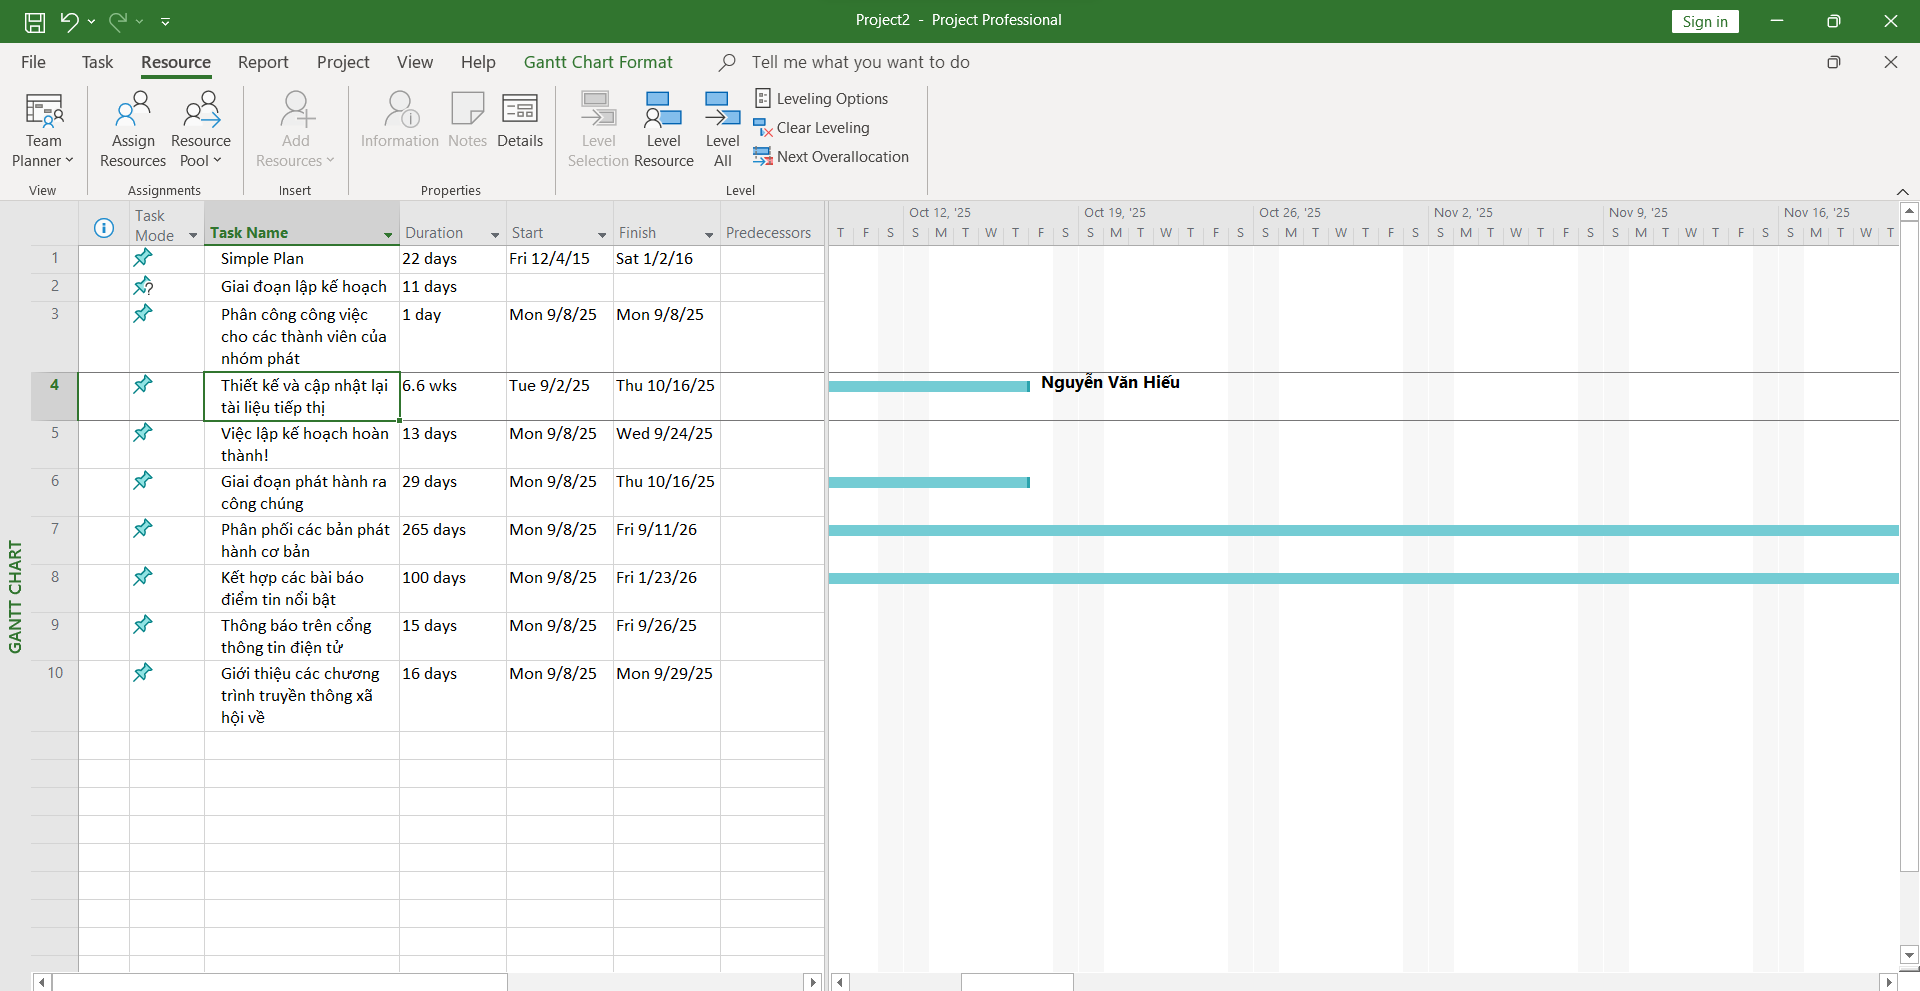 Project2 - Project Professional
Sign in
File Task Resource Report Project View Help Gantt Chart Format Tell me what you want to do
Team Planner
View
Assign Resources
Resource Pool
Assignments
Add Resources
Insert
Information
Notes
Details
Properties
Level Selection
Level Resource
Level All
Leveling Options
Clear Leveling
Next Overallocation
Level
GANTT CHART
Task Mode Task Name Duration Start Finish Predecessors
1 Simple Plan 22 days Fri 12/4/15 Sat 1/2/16
2 Giai đoạn lập kế hoạch 11 days
3 Phân công công việc 1 day Mon 9/8/25 Mon 9/8/25
cho các thành viên của
nhóm phát
4 Thiết kế và cập nhật lại 6.6 wks Tue 9/2/25 Thu 10/16/25
tài liệu tiếp thị
5 Việc lập kế hoạch hoàn 13 days Mon 9/8/25 Wed 9/24/25
thành!
6 Giai đoạn phát hành ra 29 days Mon 9/8/25 Thu 10/16/25
công chúng
7 Phân phối các bản phát 265 days Mon 9/8/25 Fri 9/11/26
hành cơ bản
8 Kết hợp các bài báo 100 days Mon 9/8/25 Fri 1/23/26
điểm tin nổi bật
9 Thông báo trên cổng 15 days Mon 9/8/25 Fri 9/26/25
thông tin điện tử
10 Giới thiệu các chương 16 days Mon 9/8/25 Mon 9/29/25
trình truyền thông xã
hội về
Oct 12, '25 Oct 19, '25 Oct 26, '25 Nov 2, '25 Nov 9, '25 Nov 16, '25
T F S S M T W T F S S M T W T F S S M T W T F S S M T W T F S S M T W T F S S M T W T
Nguyễn Văn Hiếu